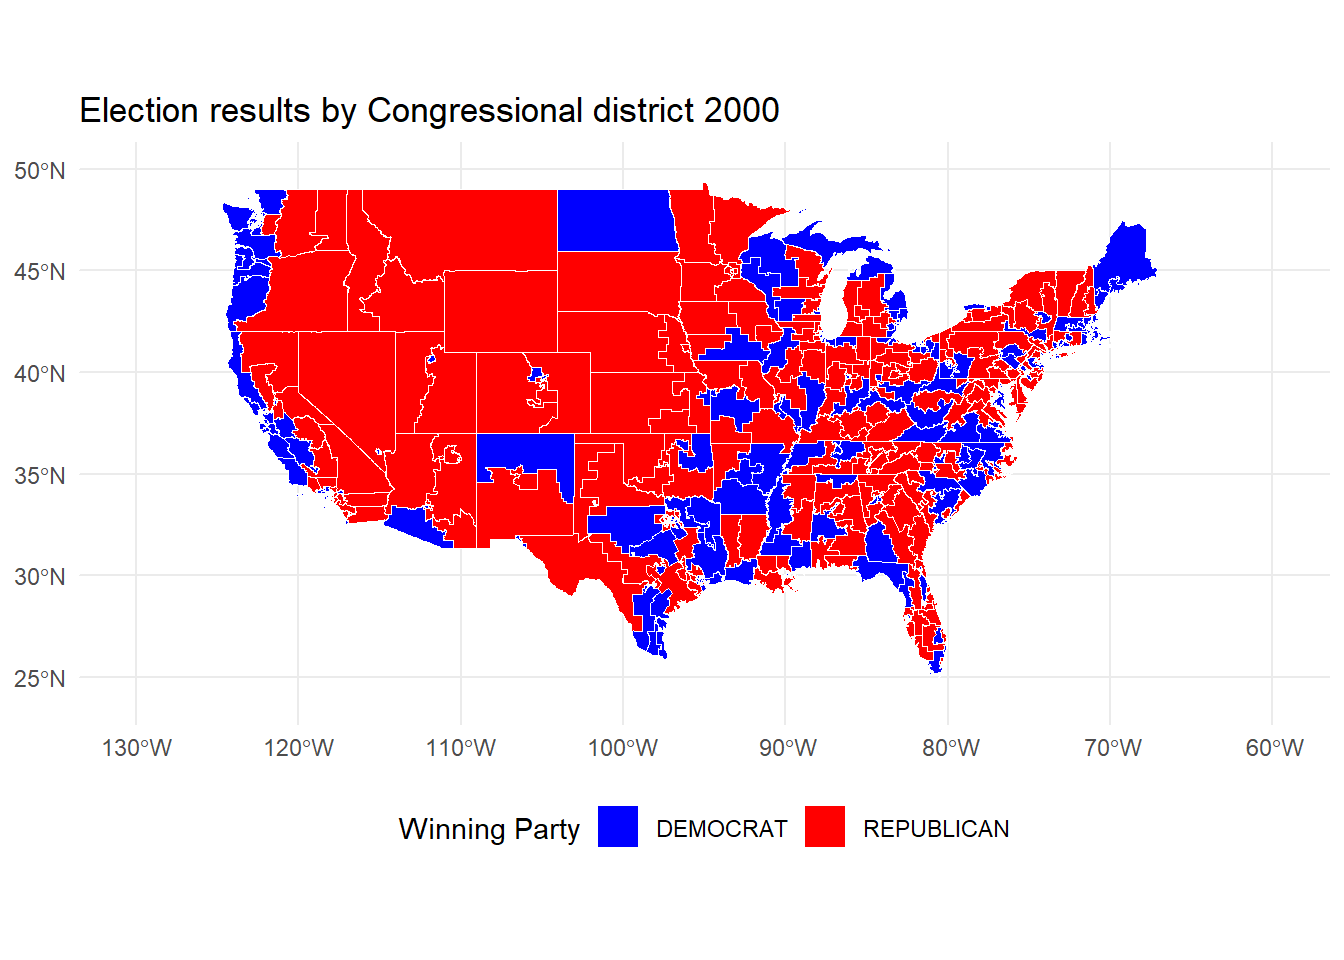 Election results by Congressional district 2000
50°N
45°N
40°N
35°N
30°N
25°N
130°W 120°W 110°W 100°W 90°W 80°W 70°W 60°W
Winning Party DEMOCRAT REPUBLICAN